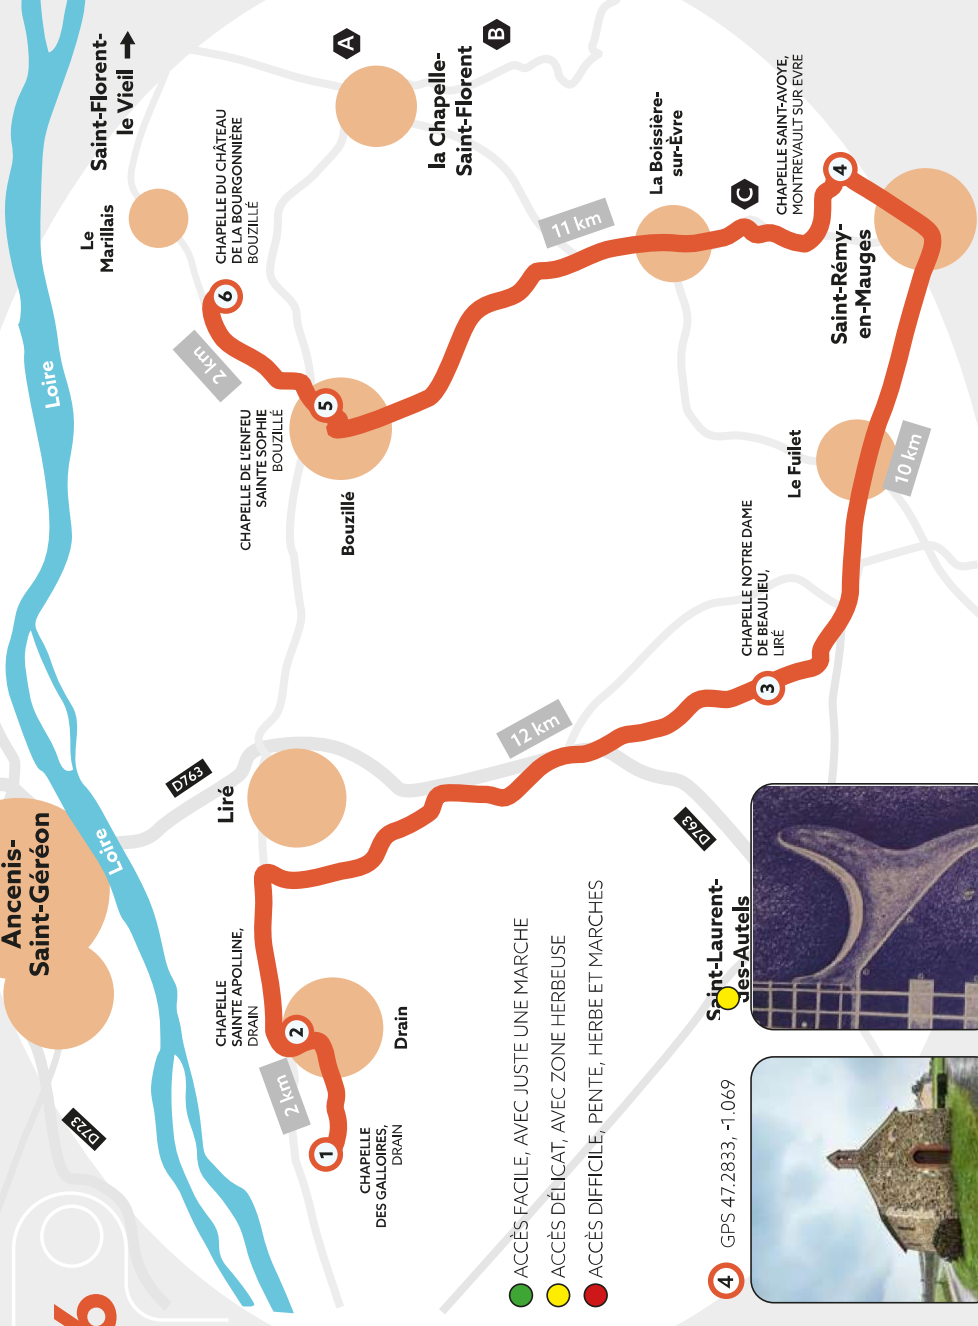 6
Ancenis-
Saint-Géréon
Loire
Loire
D723
D763
D763
Saint-Florent-
le Vieil
Le
Marillais
A
la Chapelle-
Saint-Florent
B
CHAPELLE DU CHÂTEAU
DE LA BOURGONNIÈRE
BOUZILLÉ
6
2 km
CHAPELLE DE L'ENFEU
SAINTE SOPHIE
BOUZILLÉ
5
Bouzillé
11 km
La Boissière-
sur-Èvre
C
CHAPELLE SAINT-AVOYE,
MONTREVAULT SUR EVRE
4
Saint-Rémy-
en-Mauges
Le Fuilet
10 km
CHAPELLE NOTRE DAME
DE BEAULIEU,
LIRÉ
3
12 km
Liré
CHAPELLE
SAINTE APOLLINE,
DRAIN
2
Drain
2 km
1
CHAPELLE
DES GALLOIRES,
DRAIN
ACCÈS FACILE, AVEC JUSTE UNE MARCHE
ACCÈS DÉLICAT, AVEC ZONE HERBEUSE
ACCÈS DIFFICILE, PENTE, HERBE ET MARCHES
Saint-Laurent-
des-Autels
4 GPS 47.2833, -1.069